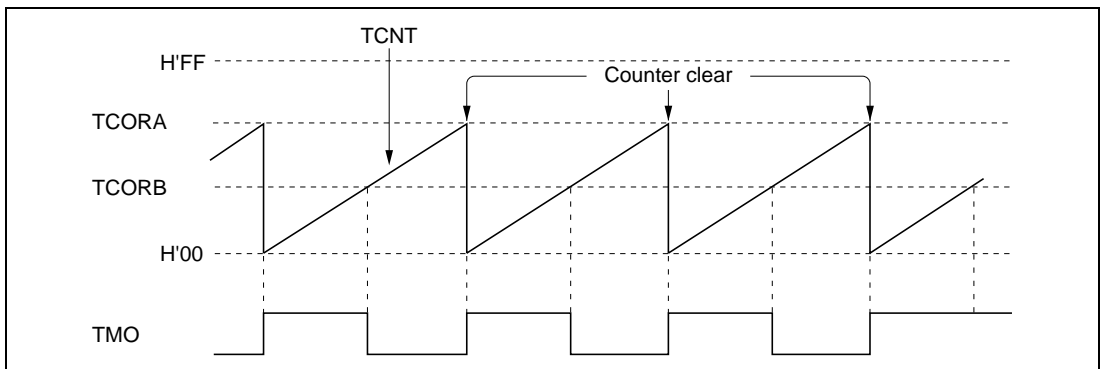 TCNT
H'FF
Counter clear
TCORA
TCORB
H'00
TMO